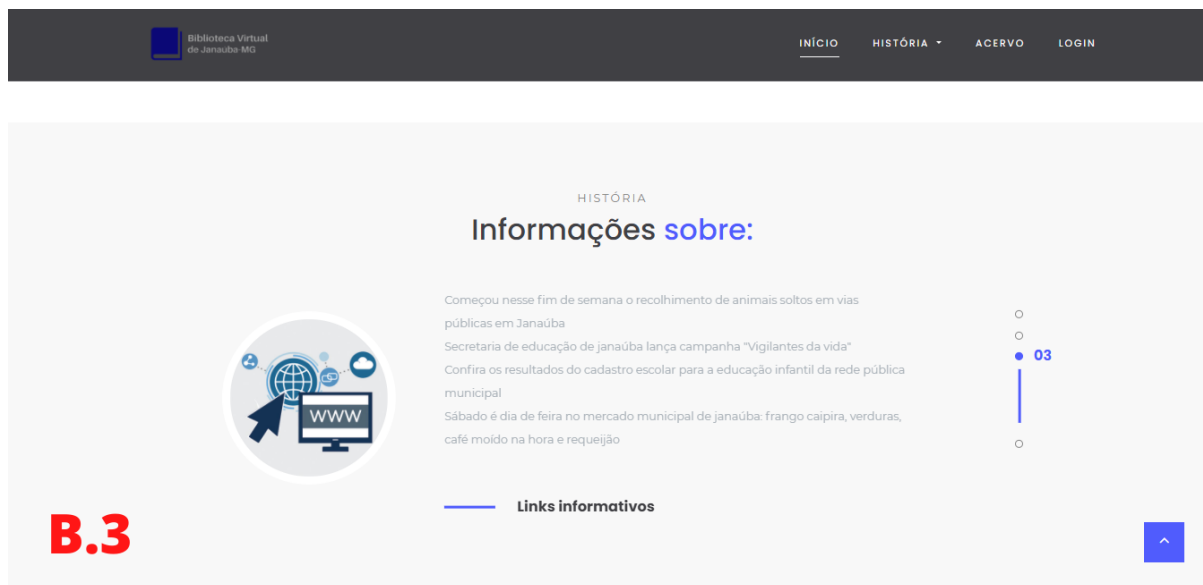 Biblioteca Virtual
de Janauba-MG
INÍCIO HISTÓRIA ACERVO LOGIN
HISTÓRIA
Informações sobre:
Começou nesse fim de semana o recolhimento de animais soltos em vias
públicas em Janaúba
Secretaria de educação de janaúba lança campanha "Vigilantes da vida"
Confira os resultados do cadastro escolar para a educação infantil da rede pública
municipal
Sábado é dia de feira no mercado municipal de janaúba: frango caipira, verduras,
café moído na hora e requeijão
03
WWW
Links informativos
B.3